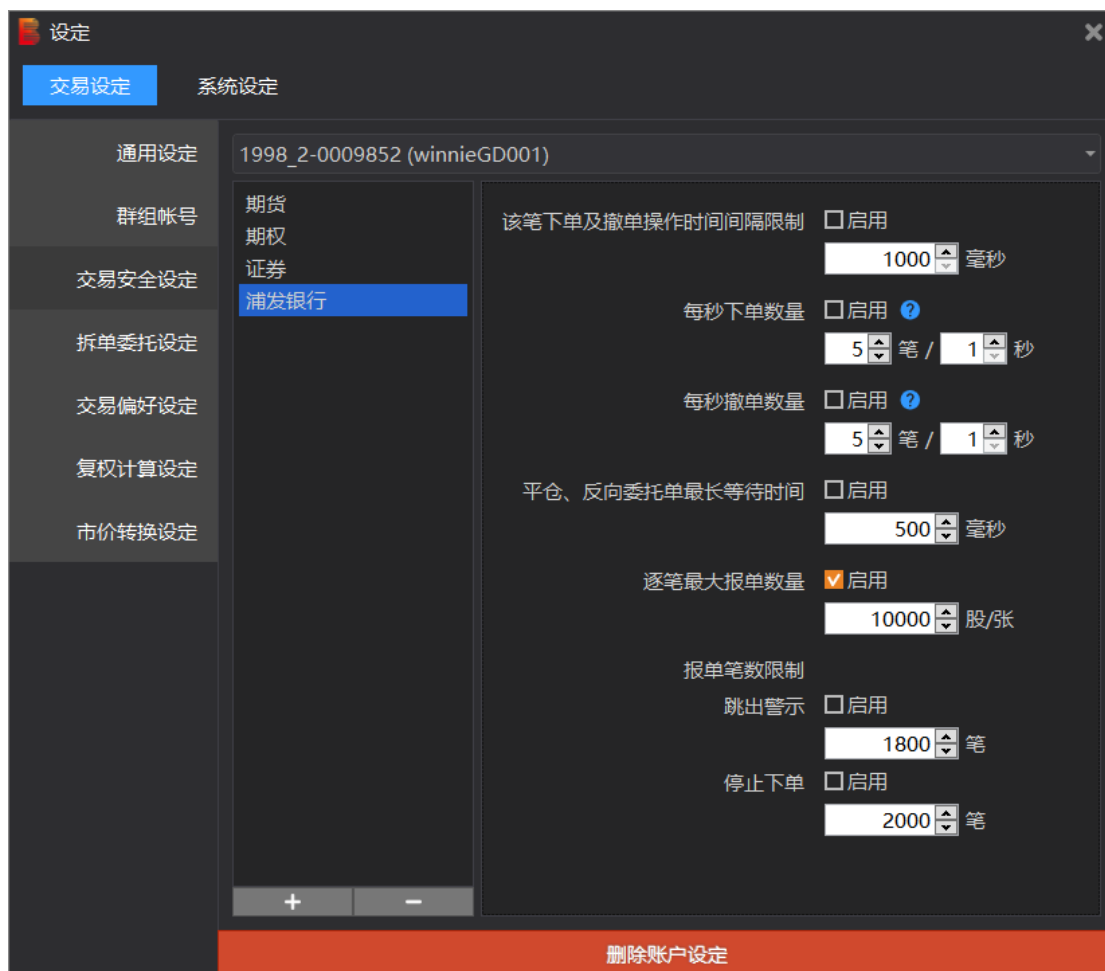 设定
交易设定 系统设定
通用设定
群组帐号
交易安全设定
拆单委托设定
交易偏好设定
复权计算设定
市价转换设定
1998_2-0009852 (winnieGD001)
期货
期权
证券
浦发银行
该笔下单及撤单操作时间间隔限制 启用
1000 毫秒
每秒下单数量 启用 ?
5 笔 / 1 秒
每秒撤单数量 启用 ?
5 笔 / 1 秒
平仓、反向委托单最长等待时间 启用
500 毫秒
逐笔最大报单数量 启用
10000 股/张
报单笔数限制
跳出警示 启用
1800 笔
停止下单 启用
2000 笔
删除账户设定